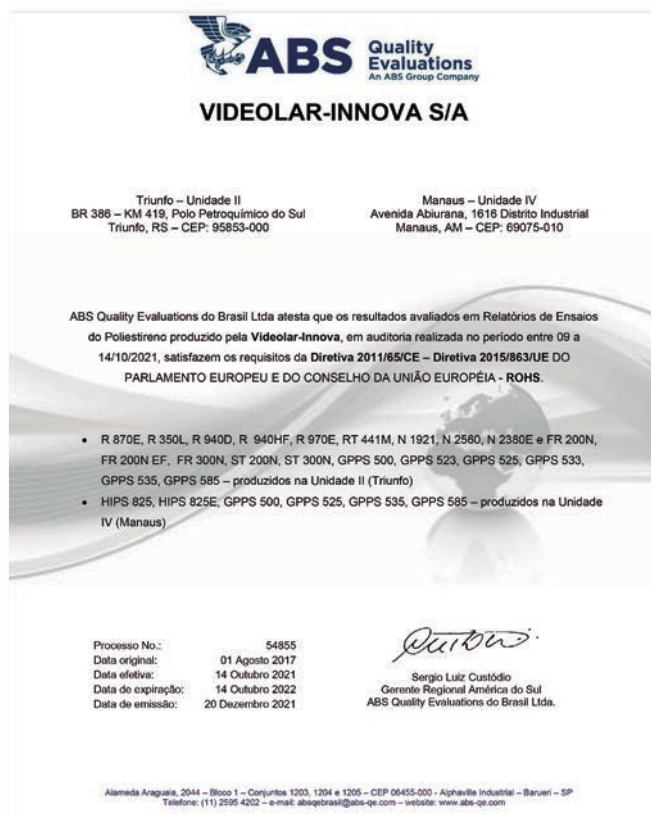 ABS Quality
Evaluations
An ABS Group Company
VIDEOLAR-INNOVA S/A
Triunfo – Unidade II
BR 386 – KM 419, Polo Petroquímico do Sul
Triunfo, RS – CEP: 95853-000
Manaus – Unidade IV
Avenida Abiurana, 1616 Distrito Industrial
Manaus, AM – CEP: 69075-010
ABS Quality Evaluations do Brasil Ltda atesta que os resultados avaliados em Relatórios de Ensaios
do Poliestireno produzido pela Videolar-Innova, em auditoria realizada no período entre 09 a
14/10/2021, satisfazem os requisitos da Diretiva 2011/65/CE – Diretiva 2015/863/UE DO
PARLAMENTO EUROPEU E DO CONSELHO DA UNIÃO EUROPÉIA - ROHS.
• R 870E, R 350L, R 940D, R 940HF, R 970E, RT 441M, N 1921, N 2560, N 2380E e FR 200N,
FR 200N EF, FR 300N, ST 200N, ST 300N, GPPS 500, GPPS 523, GPPS 525, GPPS 533,
GPPS 535, GPPS 585 – produzidos na Unidade II (Triunfo)
• HIPS 825, HIPS 825E, GPPS 500, GPPS 525, GPPS 535, GPPS 585 – produzidos na Unidade
IV (Manaus)
Processo No.: 54855
Data original: 01 Agosto 2017
Data efetiva: 14 Outubro 2021
Data de expiração: 14 Outubro 2022
Data de emissão: 20 Dezembro 2021
Sergio Luiz Custódio
Gerente Regional América do Sul
ABS Quality Evaluations do Brasil Ltda.
Alameda Araguaia, 2044 – Bloco 1 – Conjuntos 1203, 1204 e 1205 – CEP 06455-000 - Alphaville Industrial – Barueri – SP
Telefone: (11) 2595 4202 – e-mail: absqebrasil@abs-qe.com – website: www.abs-qe.com